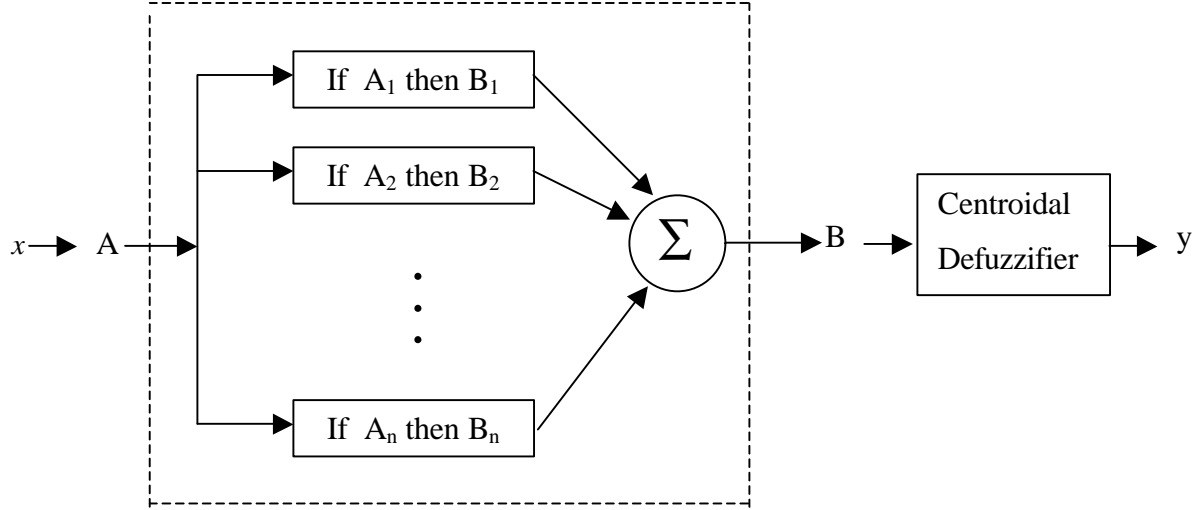 If A₁ then B₁
If A₂ then B₂
x
A
Σ
B
Centroidal
Defuzzifier
y
If Aₙ then Bₙ